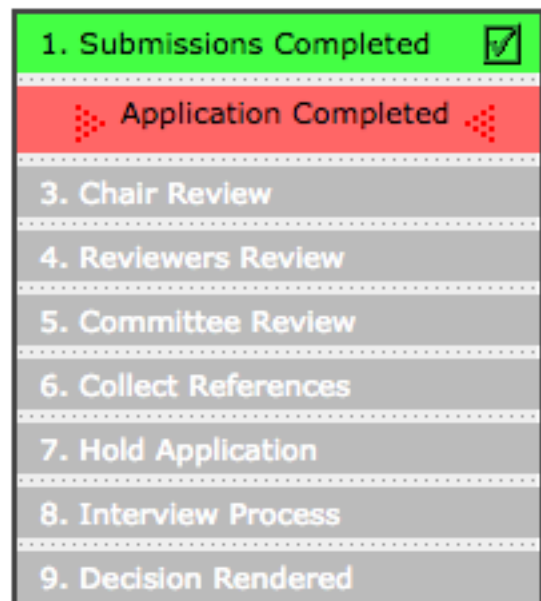 1. Submissions Completed
Application Completed
3. Chair Review
4. Reviewers Review
5. Committee Review
6. Collect References
7. Hold Application
8. Interview Process
9. Decision Rendered